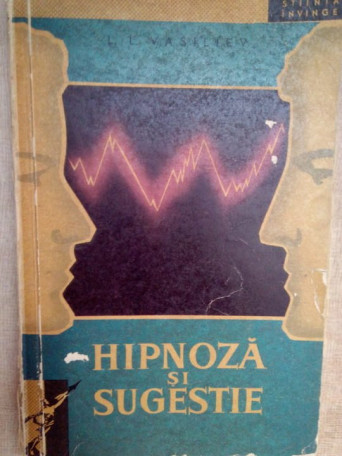 ȘTIINȚA
ÎNVINGE
L. L. VASILIEV
HIPNOZĂ
ȘI
SUGESTIE